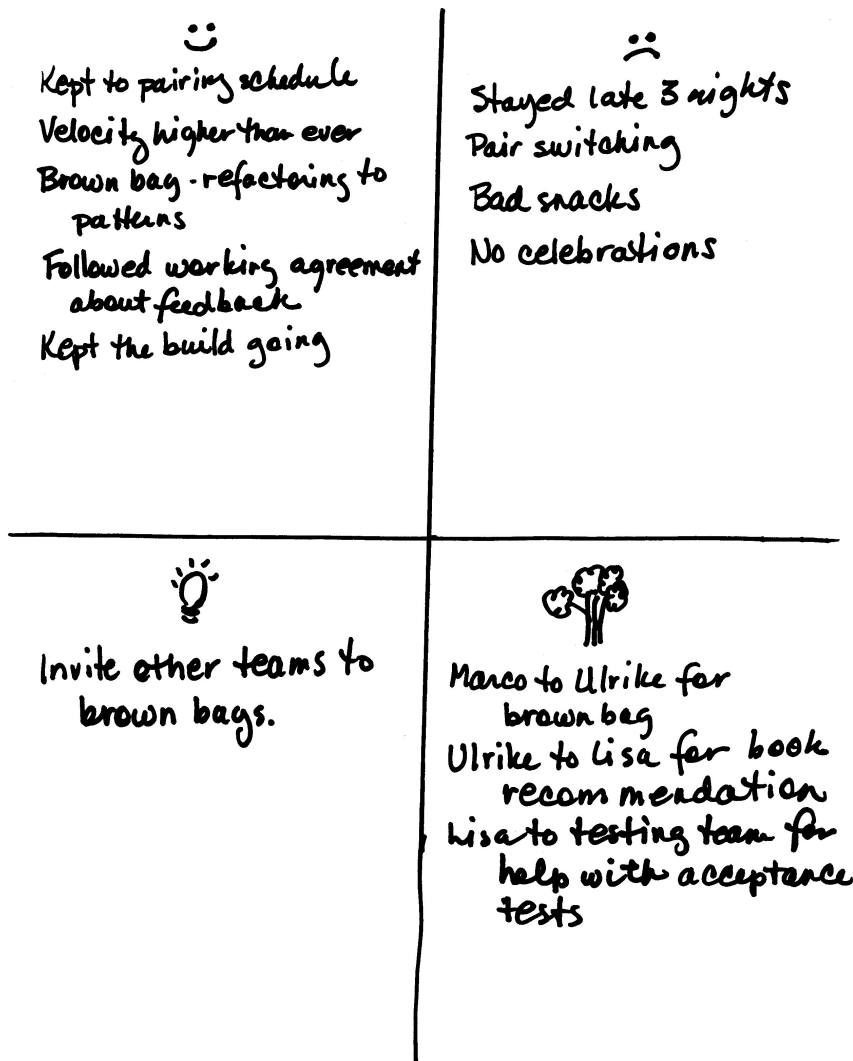 Kept to pairing schedule
Velocity higher than ever
Brown bag - refactoring to
patterns
Followed working agreement
about feedback
Kept the build going
Stayed late 3 nights
Pair switching
Bad snacks
No celebrations
Invite other teams to
brown bags.
Marco to Ulrike for
brown bag
Ulrike to Lisa for book
recommendation
Lisa to testing team for
help with acceptance
tests